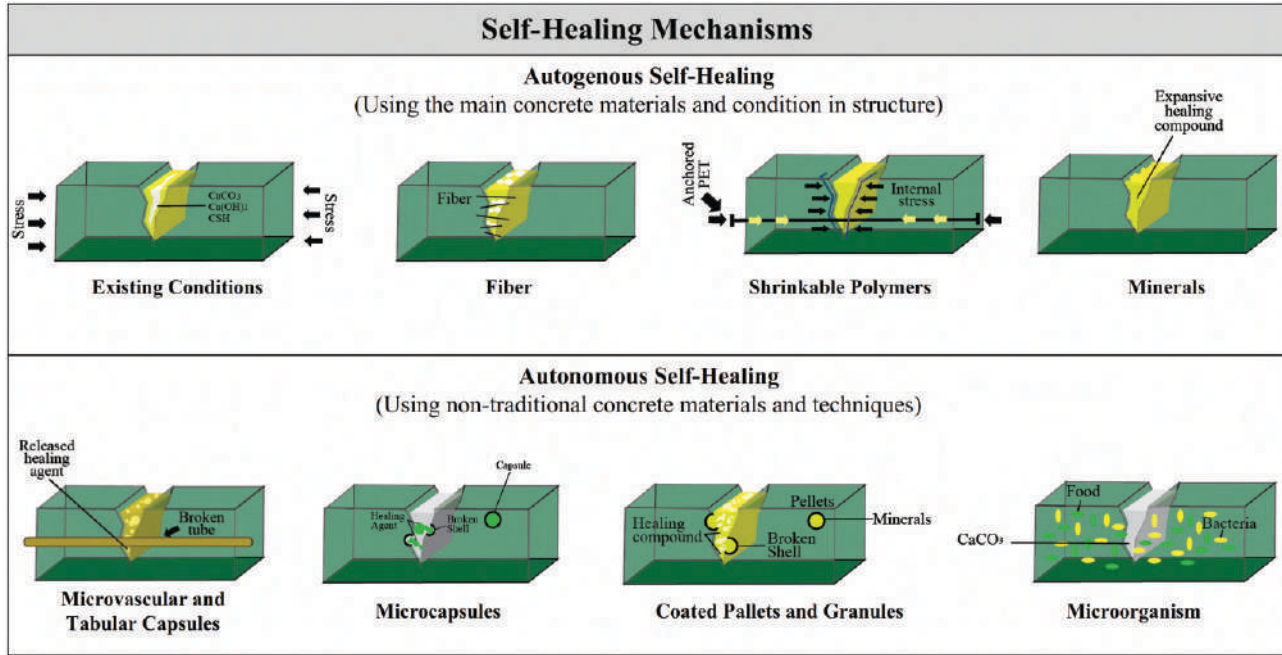 Self-Healing Mechanisms
Autogenous Self-Healing
(Using the main concrete materials and condition in structure)
Stress
CaCO₃
Ca(OH)₂
CSH
Stress
Existing Conditions
Fiber
Fiber
Anchored
PET
Internal
stress
Shrinkable Polymers
Expansive
healing
compound
Minerals
Autonomous Self-Healing
(Using non-traditional concrete materials and techniques)
Released
healing
agent
Broken
tube
Microvascular and
Tabular Capsules
Capsule
Healing
Agent
Broken
Shell
Microcapsules
Pellets
Minerals
Healing
compound
Broken
Shell
Coated Pallets and Granules
Food
Bacteria
CaCO₃
Microorganism